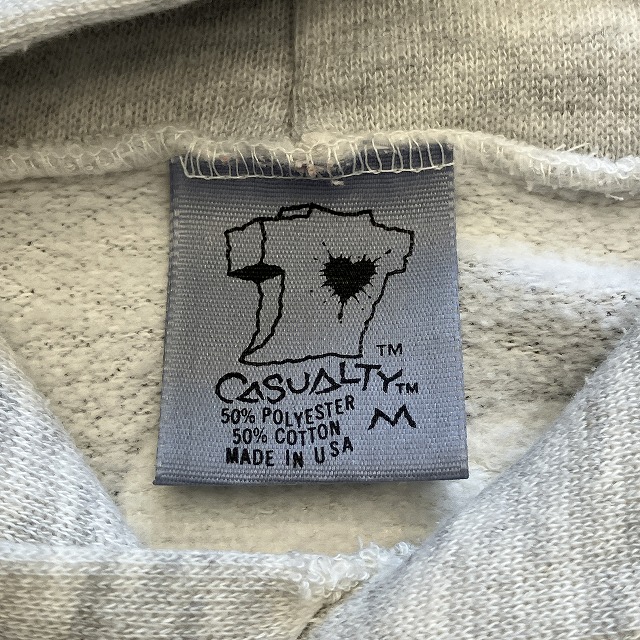 TM
CASUALTY TM
50% POLYESTER
50% COTTON
MADE IN USA
M